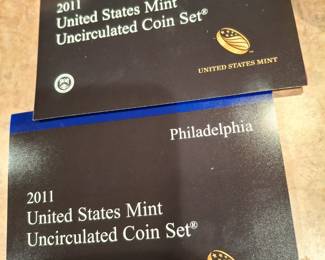 2011
United States Mint
Uncirculated Coin Set®
UNITED STATES MINT
Philadelphia
2011
United States Mint
Uncirculated Coin Set®